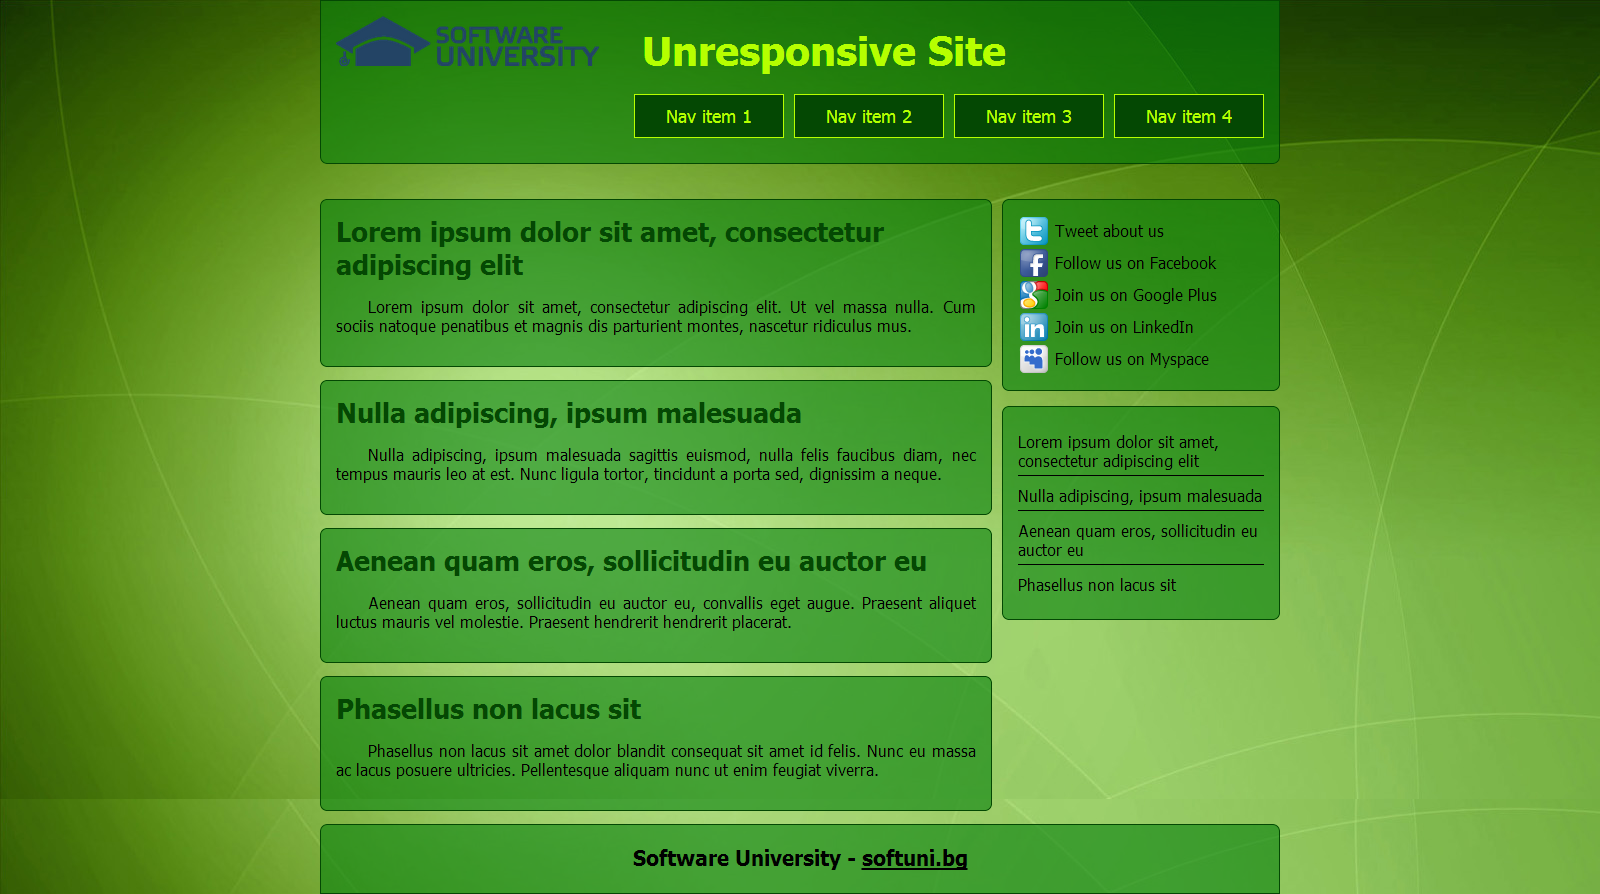 SOFTWARE
UNIVERSITY
Unresponsive Site
Nav item 1
Nav item 2
Nav item 3
Nav item 4
Lorem ipsum dolor sit amet, consectetur
adipiscing elit
Lorem ipsum dolor sit amet, consectetur adipiscing elit. Ut vel massa nulla. Cum
sociis natoque penatibus et magnis dis parturient montes, nascetur ridiculus mus.
Nulla adipiscing, ipsum malesuada
Nulla adipiscing, ipsum malesuada sagittis euismod, nulla felis faucibus diam, nec
tempus mauris leo at est. Nunc ligula tortor, tincidunt a porta sed, dignissim a neque.
Aenean quam eros, sollicitudin eu auctor eu
Aenean quam eros, sollicitudin eu auctor eu, convallis eget augue. Praesent aliquet
luctus mauris vel molestie. Praesent hendrerit hendrerit placerat.
Phasellus non lacus sit
Phasellus non lacus sit amet dolor blandit consequat sit amet id felis. Nunc eu massa
ac lacus posuere ultricies. Pellentesque aliquam nunc ut enim feugiat viverra.
Tweet about us
Follow us on Facebook
Join us on Google Plus
Join us on LinkedIn
Follow us on Myspace
Lorem ipsum dolor sit amet,
consectetur adipiscing elit
Nulla adipiscing, ipsum malesuada
Aenean quam eros, sollicitudin eu
auctor eu
Phasellus non lacus sit
Software University - softuni.bg